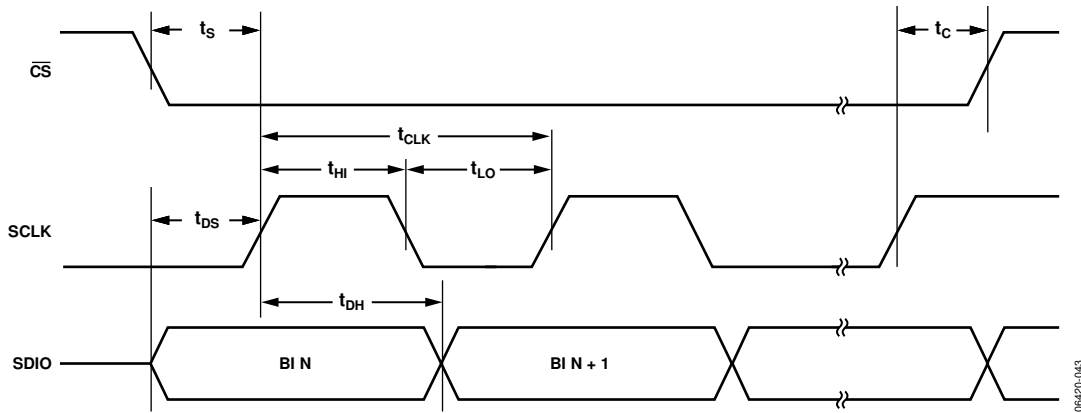 tS
tC
CS
tCLK
tHI
tLO
tDS
SCLK
tDH
SDIO
BI N
BI N + 1
06420-043